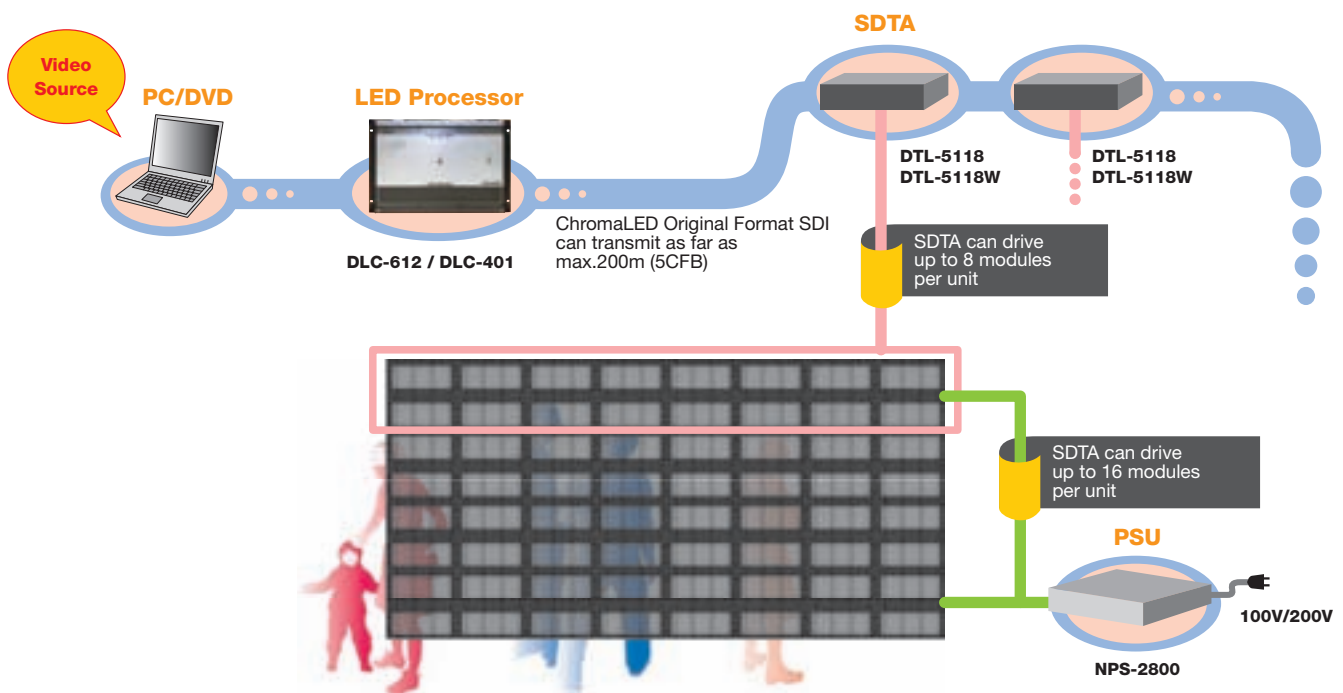 Video
Source
PC/DVD
LED Processor
DLC-612 / DLC-401
ChromaLED Original Format SDI
can transmit as far as
max.200m (5CFB)
SDTA
DTL-5118
DTL-5118W
DTL-5118
DTL-5118W
SDTA can drive
up to 8 modules
per unit
SDTA can drive
up to 16 modules
per unit
PSU
100V/200V
NPS-2800